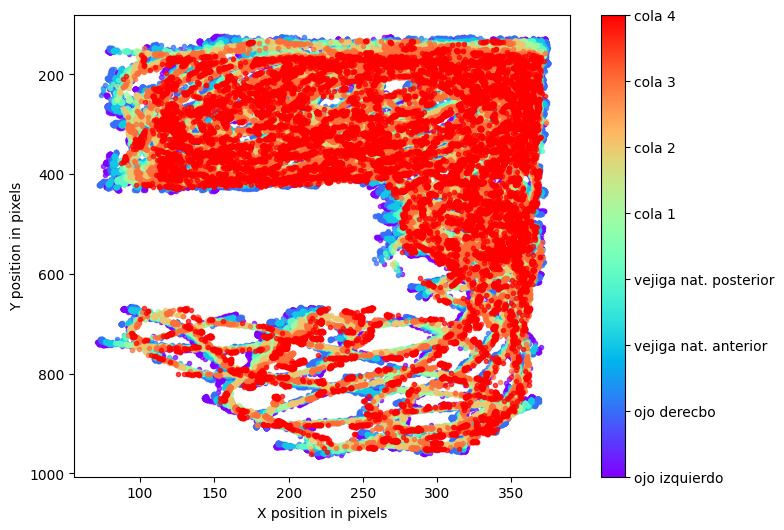 200
400
600
800
1000
Y position in pixels
100
150
200
250
300
350
X position in pixels
cola 4
cola 3
cola 2
cola 1
vejiga nat. posterior
vejiga nat. anterior
ojo derecbo
ojo izquierdo